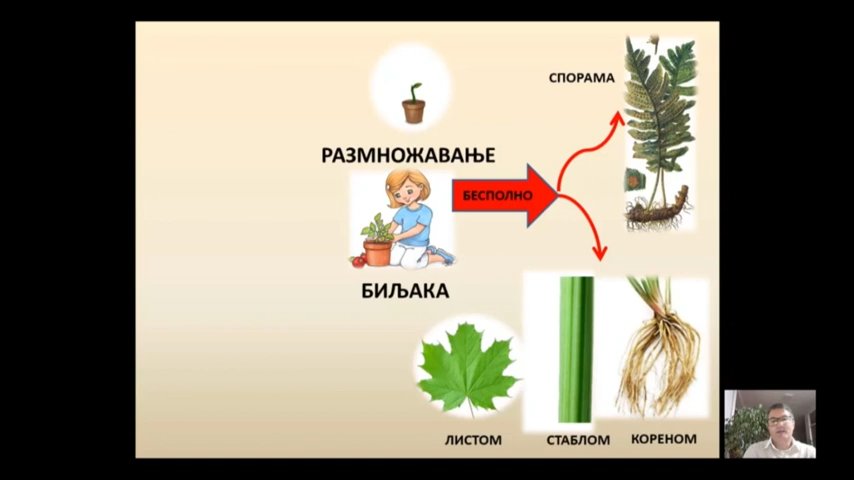 СПОРАМА
РАЗМНОЖАВАЊЕ
БЕСПОЛНО
БИЉАКА
ЛИСТОМ
СТАБЛОМ
КОРЕНОМ